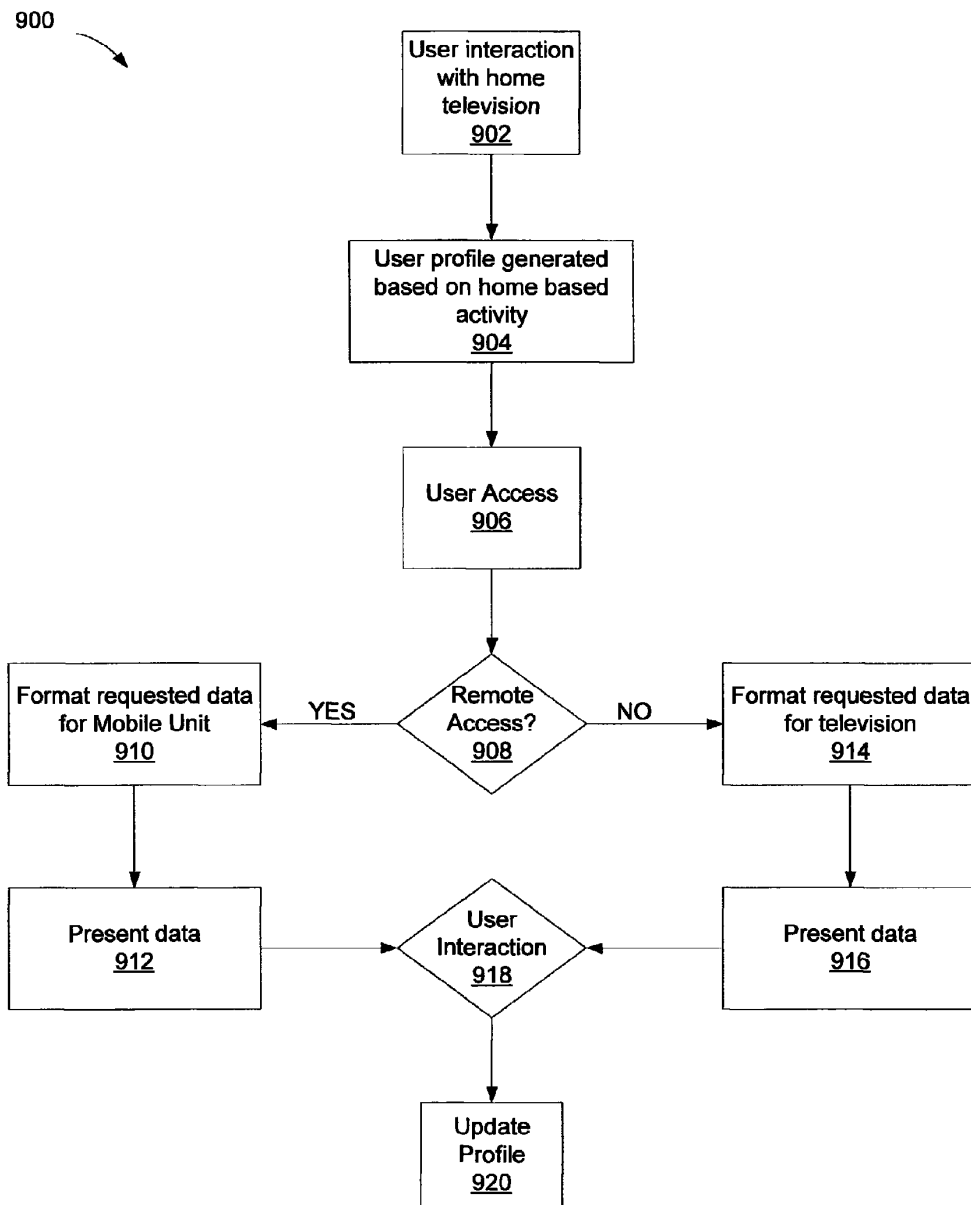 900
User interaction
with home
television
902
User profile generated
based on home based
activity
904
User Access
906
Format requested data
for Mobile Unit
910
YES
Remote
Access?
908
NO
Format requested data
for television
914
Present data
912
User
Interaction
918
Present data
916
Update
Profile
920